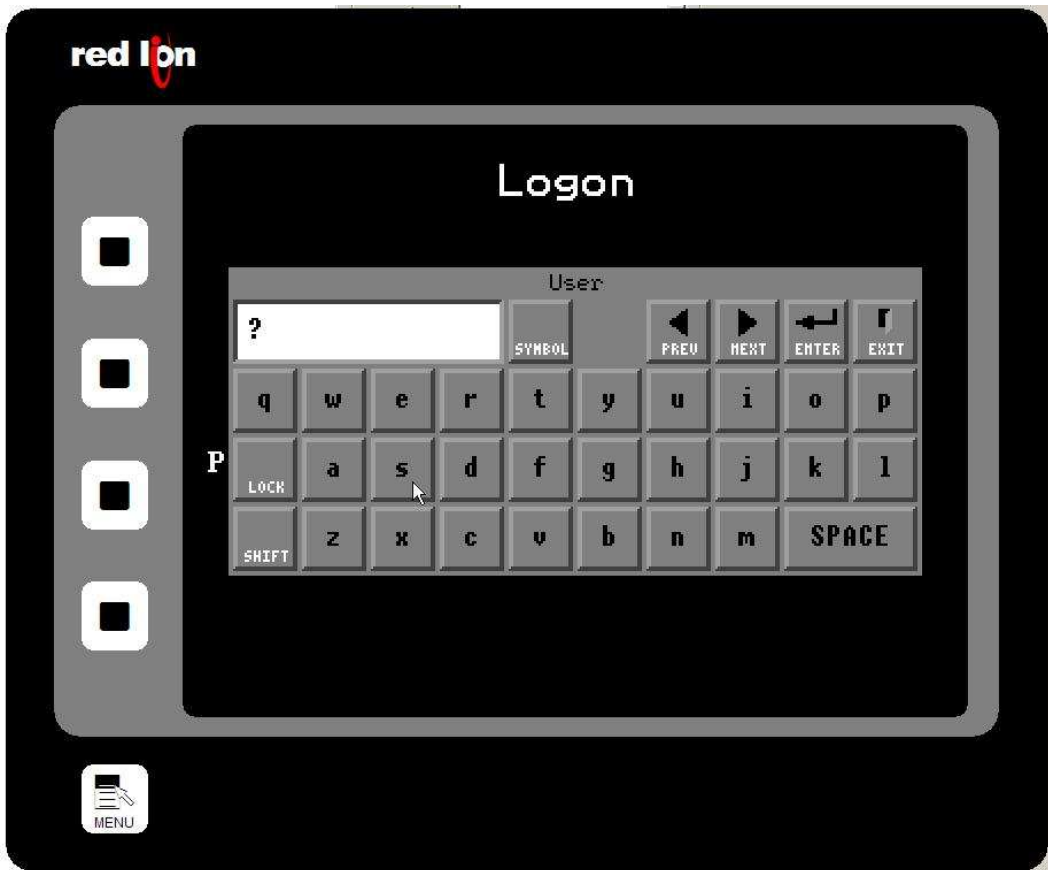 red lion
Logon
User
? SYMBOL PREV NEXT ENTER EXIT
q w e r t y u i o p
P LOCK a s d f g h j k l
SHIFT z x c v b n m SPACE
MENU